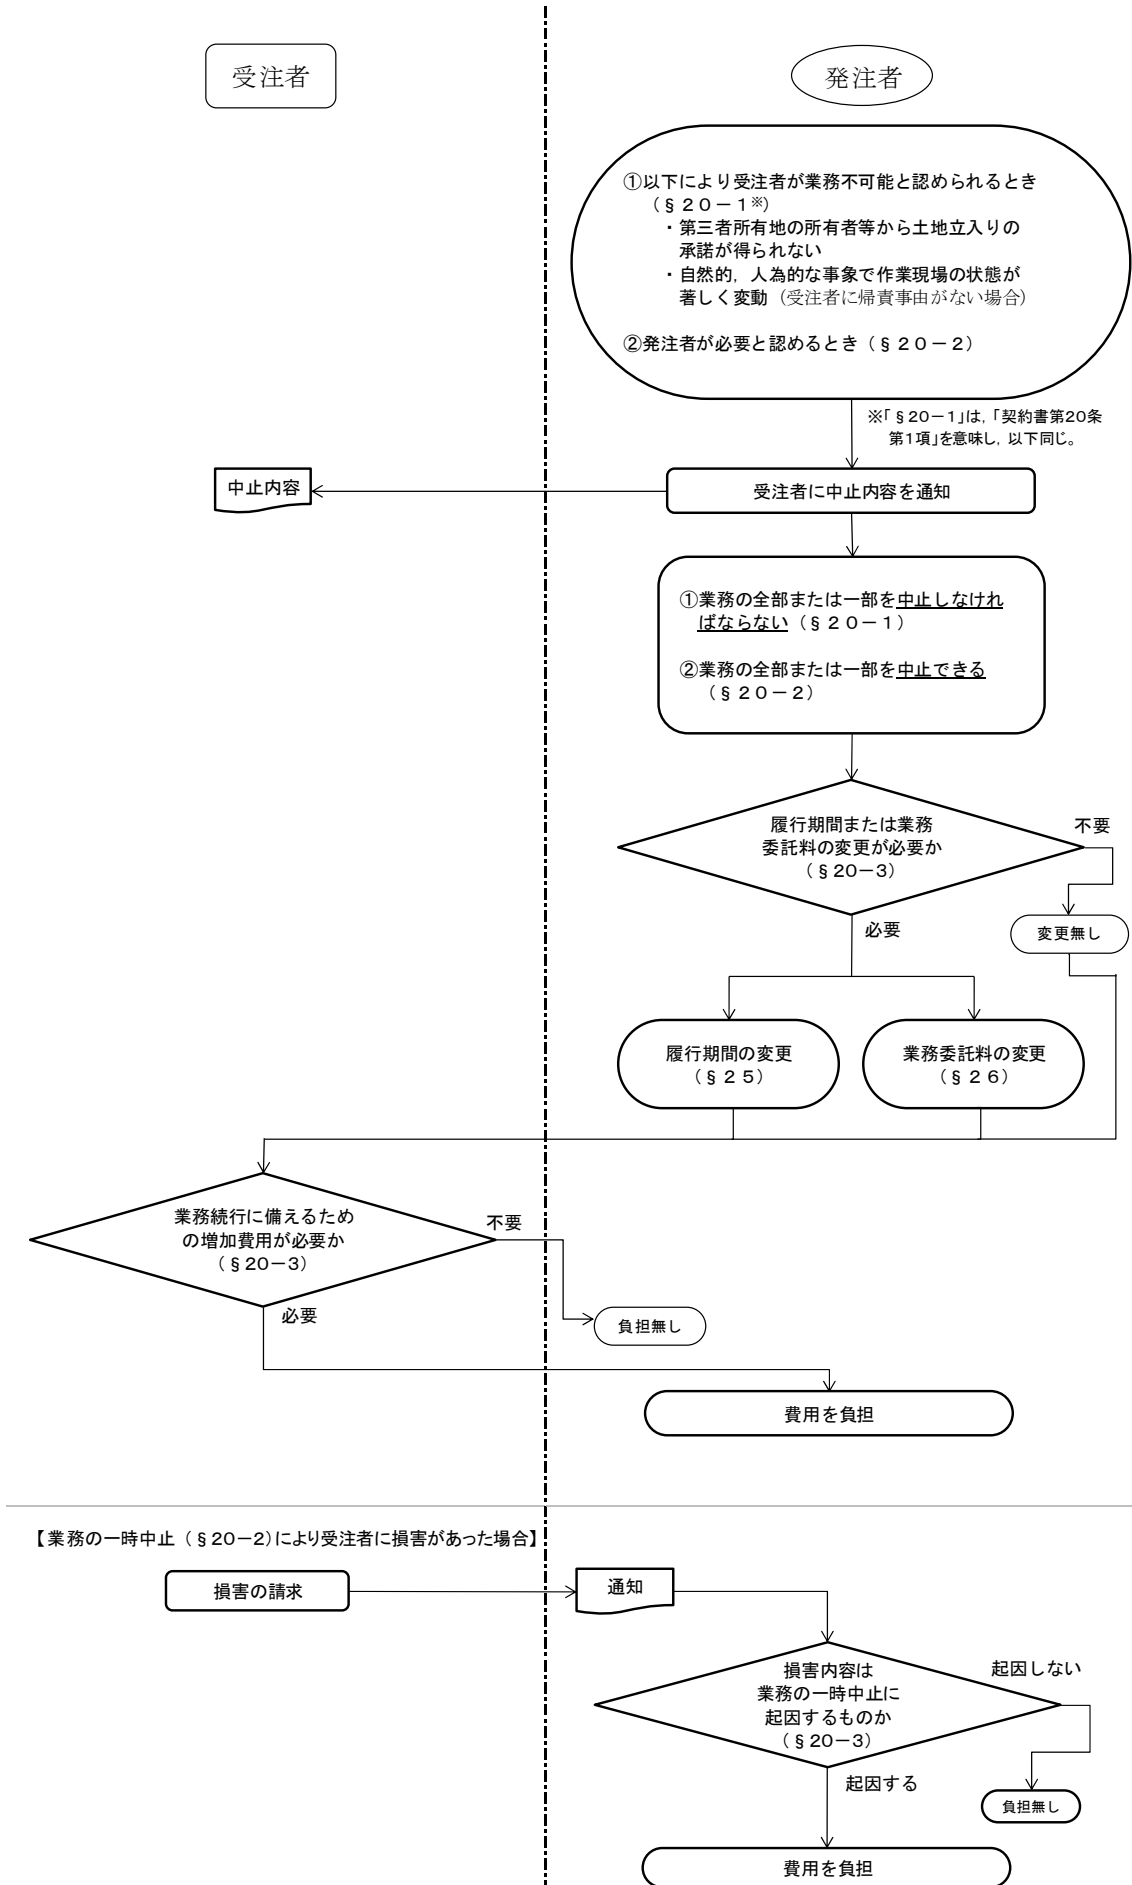 受注者
発注者
①以下により受注者が業務不可能と認められるとき
（§２０－１※）
・第三者所有地の所有者等から土地立入りの
承諾が得られない
・自然的，人為的な事象で作業現場の状態が
著しく変動（受注者に帰責事由がない場合）
②発注者が必要と認めるとき（§２０－２）
※「§20－1」は，「契約書第20条
第1項」を意味し，以下同じ。
中止内容
受注者に中止内容を通知
①業務の全部または一部を中止しなけれ
ばならない（§２０－１）
②業務の全部または一部を中止できる
（§２０－２）
履行期間または業務
委託料の変更が必要か
（§20－3）
不要
必要
変更無し
履行期間の変更
（§２５）
業務委託料の変更
（§２６）
業務続行に備えるため
の増加費用が必要か
（§20－3）
不要
必要
負担無し
費用を負担
【業務の一時中止（§20－2）により受注者に損害があった場合】
損害の請求
通知
損害内容は
業務の一時中止に
起因するものか
（§20－3）
起因しない
起因する
負担無し
費用を負担